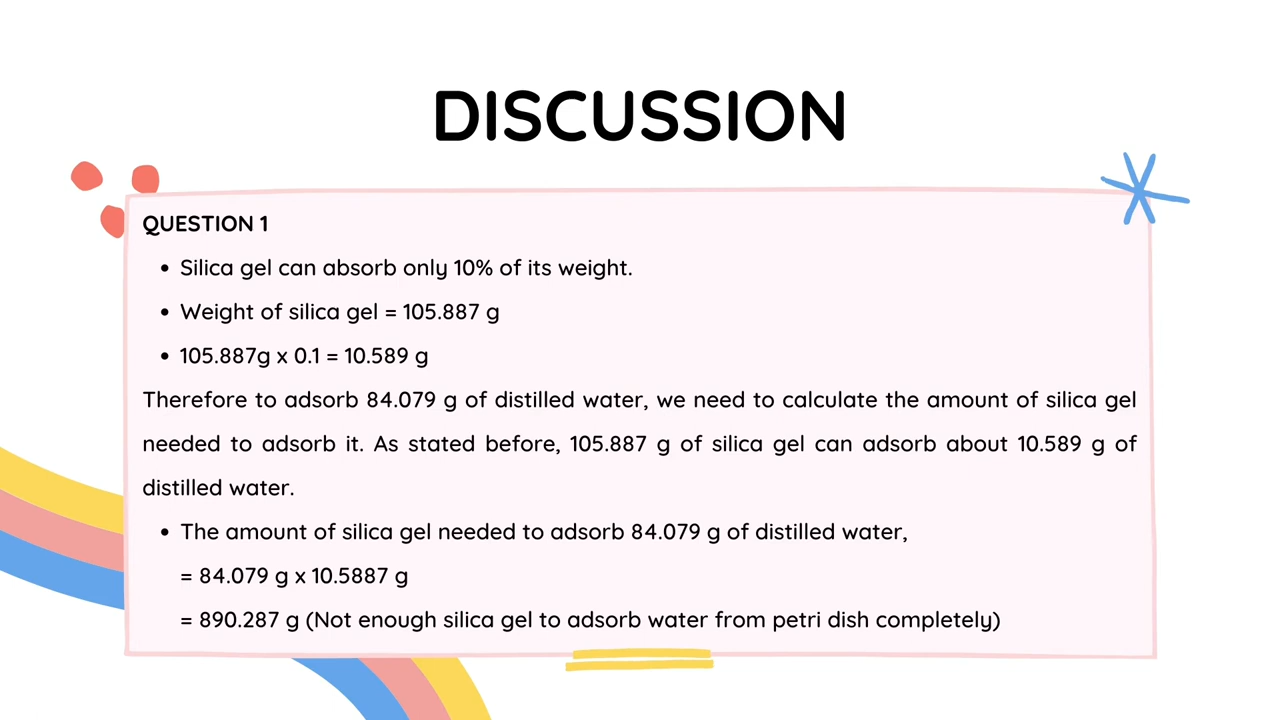 DISCUSSION
QUESTION 1
• Silica gel can absorb only 10% of its weight.
• Weight of silica gel = 105.887 g
• 105.887g x 0.1 = 10.589 g
Therefore to adsorb 84.079 g of distilled water, we need to calculate the amount of silica gel
needed to adsorb it. As stated before, 105.887 g of silica gel can adsorb about 10.589 g of
distilled water.
• The amount of silica gel needed to adsorb 84.079 g of distilled water,
= 84.079 g x 10.5887 g
= 890.287 g (Not enough silica gel to adsorb water from petri dish completely)